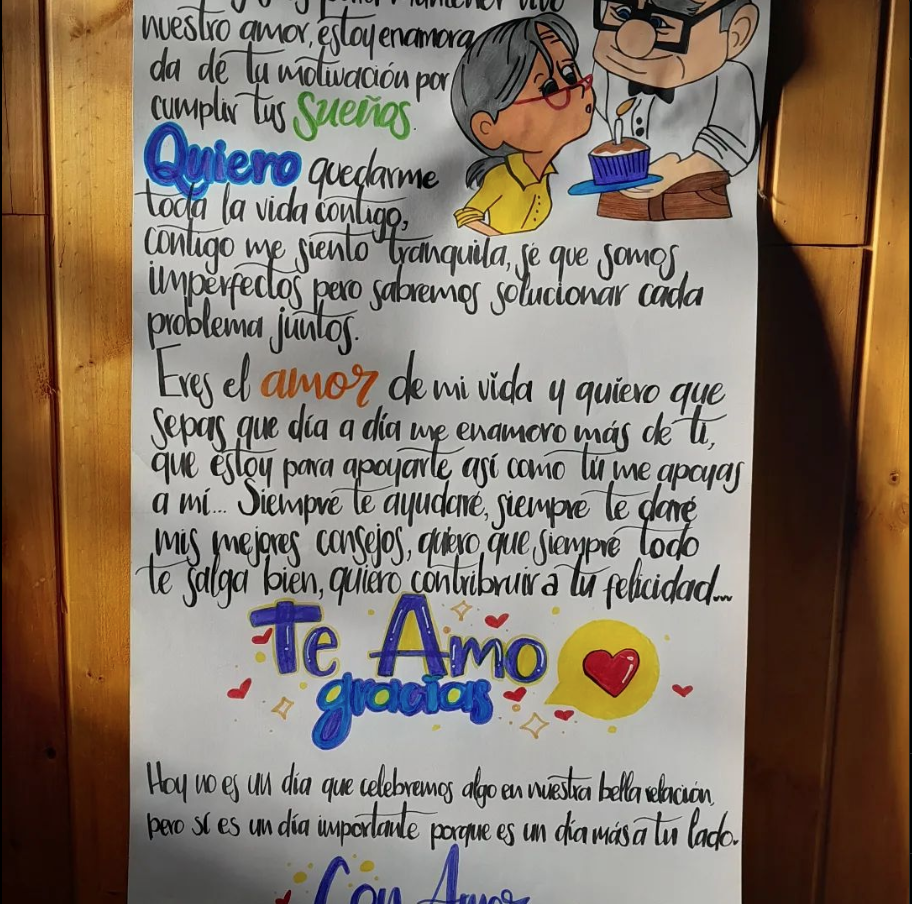 para mantener vivo
nuestro amor, estoy enamora
da de tu motivación por
cumplir tus Sueños.
Quiero quedarme
toda la vida contigo,
contigo me siento tranquila, sé que somos
imperfectos pero sabremos solucionar cada
problema juntos.
Eres el amor de mi vida y quiero que
sepas que día a día me enamoro más de ti,
que estoy para apoyarte así como tú me apoyas
a mí... Siempre te ayudaré, siempre te daré
mis mejores consejos, quiero que siempre todo
te salga bien, quiero contribruir a tu felicidad...
Te Amo
gracias
Hoy no es un día que celebremos algo en nuestra bella relación,
pero sí es un día importante porque es un día más a tu lado.
Con Amor